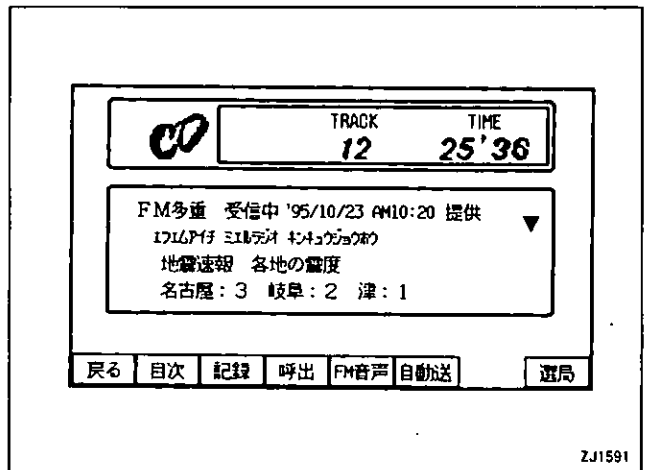 CD
TRACK TIME
12 25'36
FM多重 受信中 '95/10/23 AM10:20 提供 ▼
ｴﾌｴﾑｱｲﾁ ﾐｴﾙﾗｼﾞｵ ｷﾝｷｭｳｼﾞｮｳﾎｳ
地震速報 各地の震度
名古屋：3 岐阜：2 津：1
戻る 目次 記録 呼出 FM音声 自動送 選局
ZJ1591